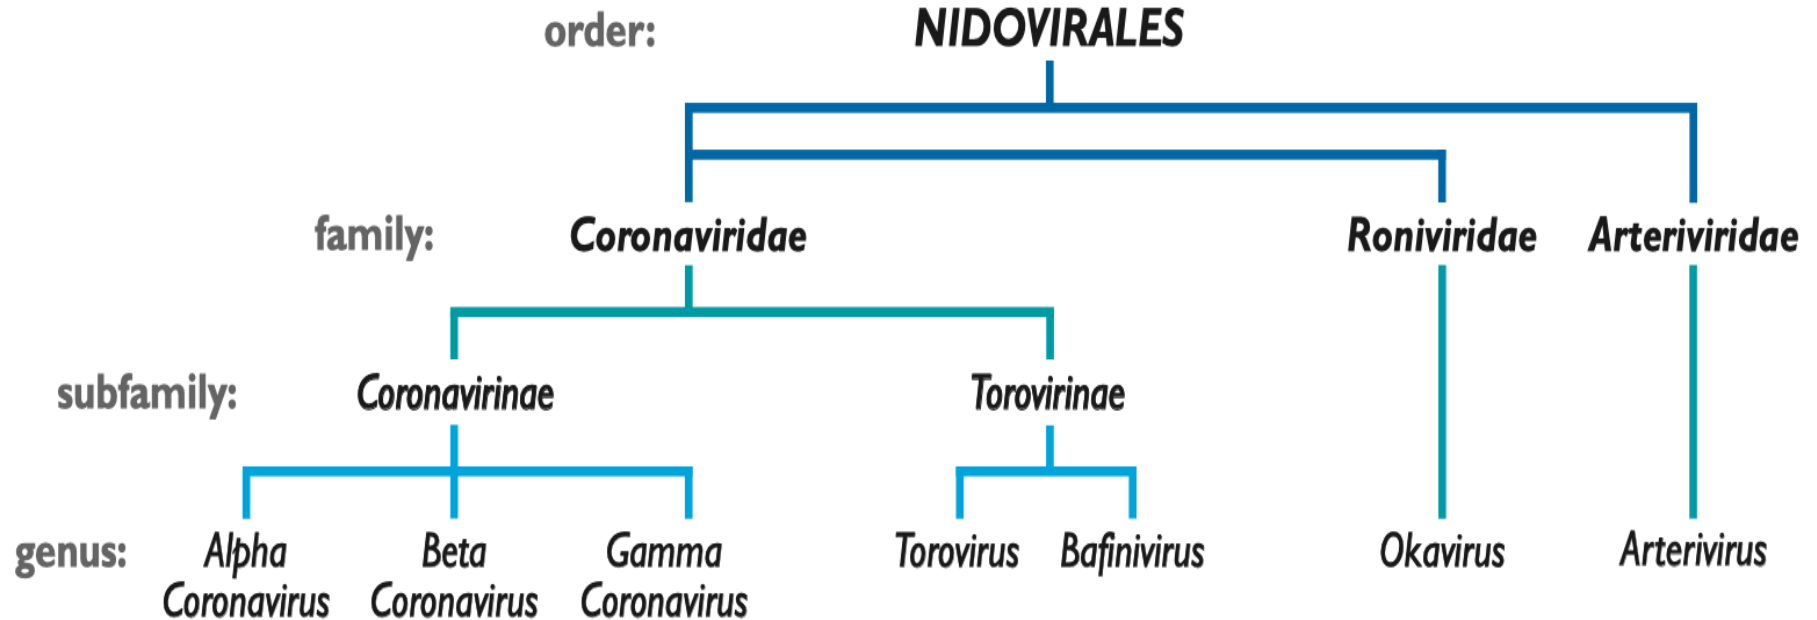 order: NIDOVIRALES
family: Coronaviridae Roniviridae Arteriviridae
subfamily: Coronavirinae Torovirinae
genus: Alpha Beta Gamma Torovirus Bafinivirus Okavirus Arterivirus
Coronavirus Coronavirus Coronavirus